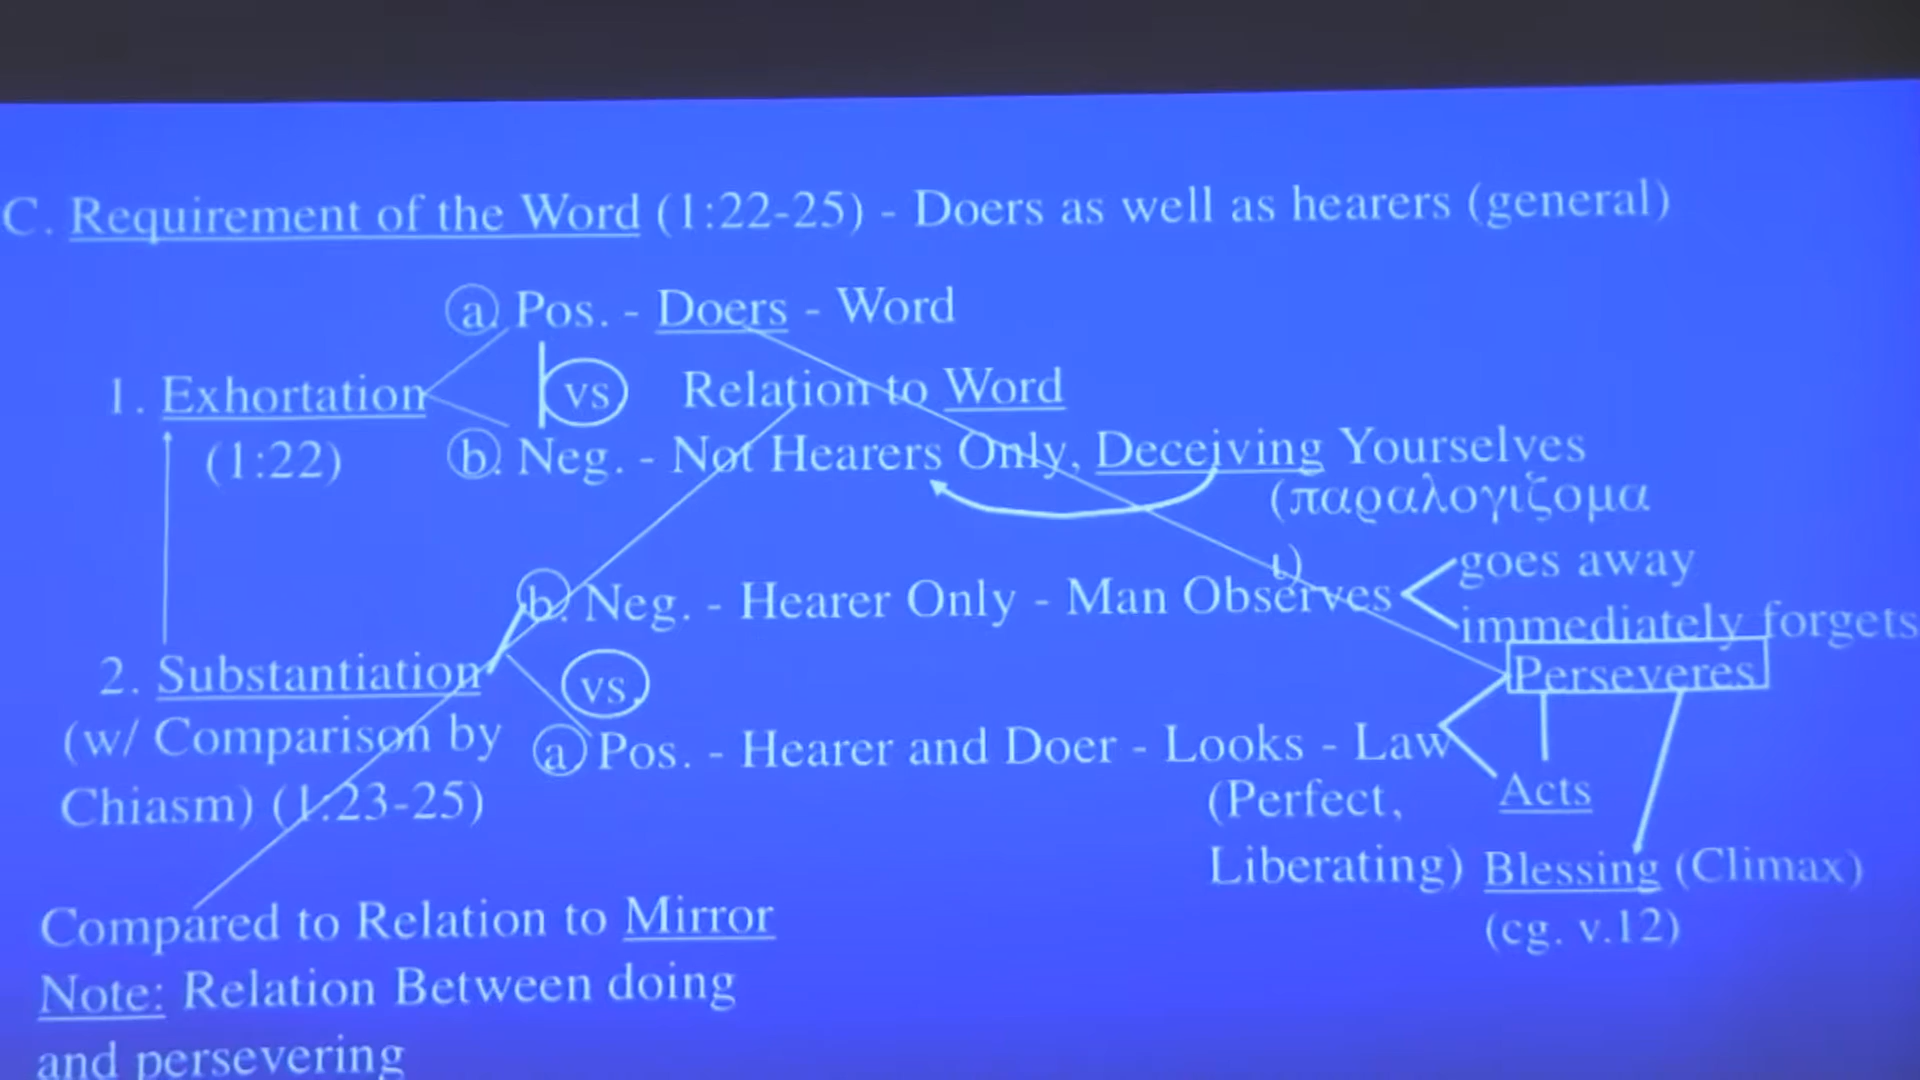 C. Requirement of the Word (1:22-25) - Doers as well as hearers (general)
a. Pos. - Doers - Word
1. Exhortation
(1:22)
vs
Relation to Word
b. Neg. - Not Hearers Only, Deceiving Yourselves
(παραλογιζομα
ι)
b. Neg. - Hearer Only - Man Observes
goes away
immediately forgets
2. Substantiation
(w/ Comparison by
Chiasm) (1:23-25)
vs.
Perseveres
a. Pos. - Hearer and Doer - Looks - Law
(Perfect,
Liberating)
Acts
Blessing (Climax)
(cg. v.12)
Compared to Relation to Mirror
Note: Relation Between doing
and persevering